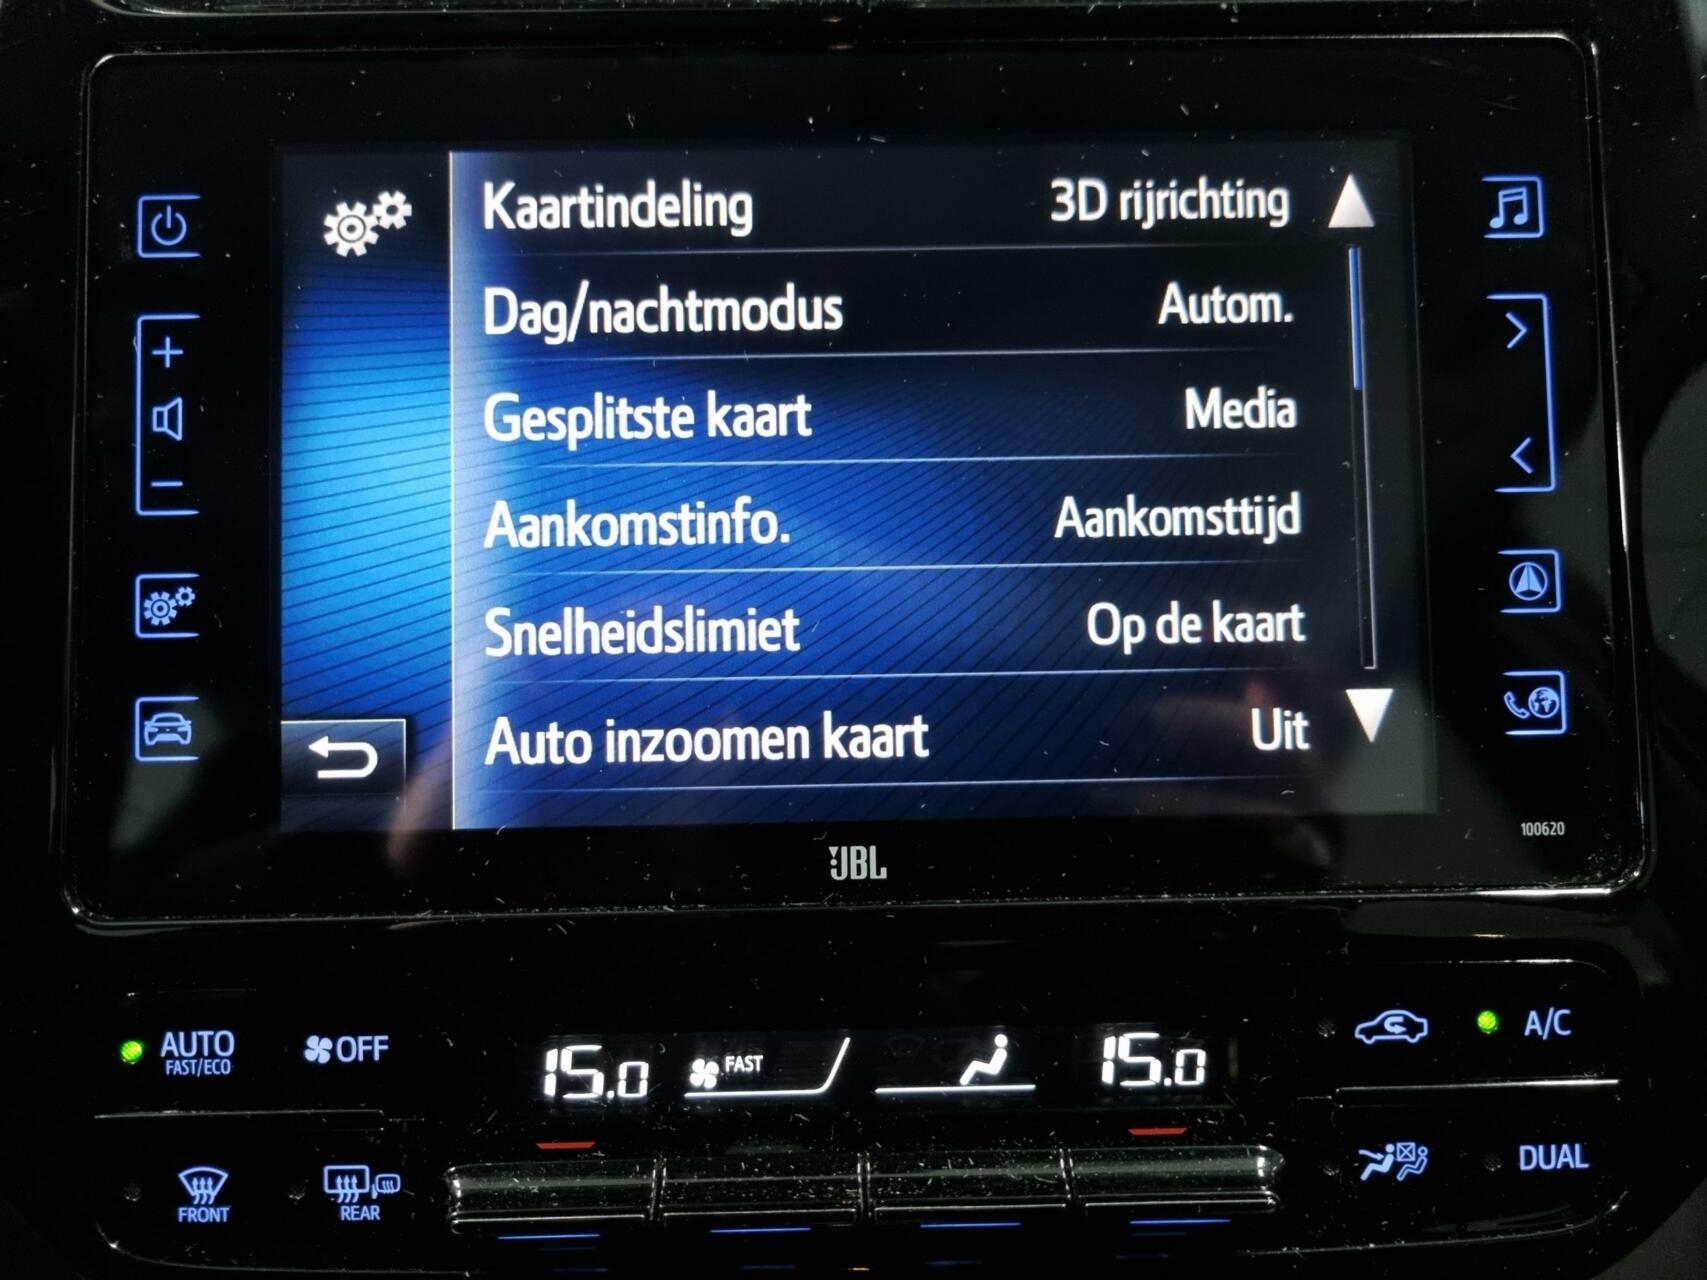 Kaartindeling 3D rijrichting
Dag/nachtmodus Autom.
Gesplitste kaart Media
Aankomstinfo. Aankomsttijd
Snelheidslimiet Op de kaart
Auto inzoomen kaart Uit
100620
JBL
AUTO OFF 15.0 FAST 15.0 A/C
FAST/ECO
FRONT REAR DUAL